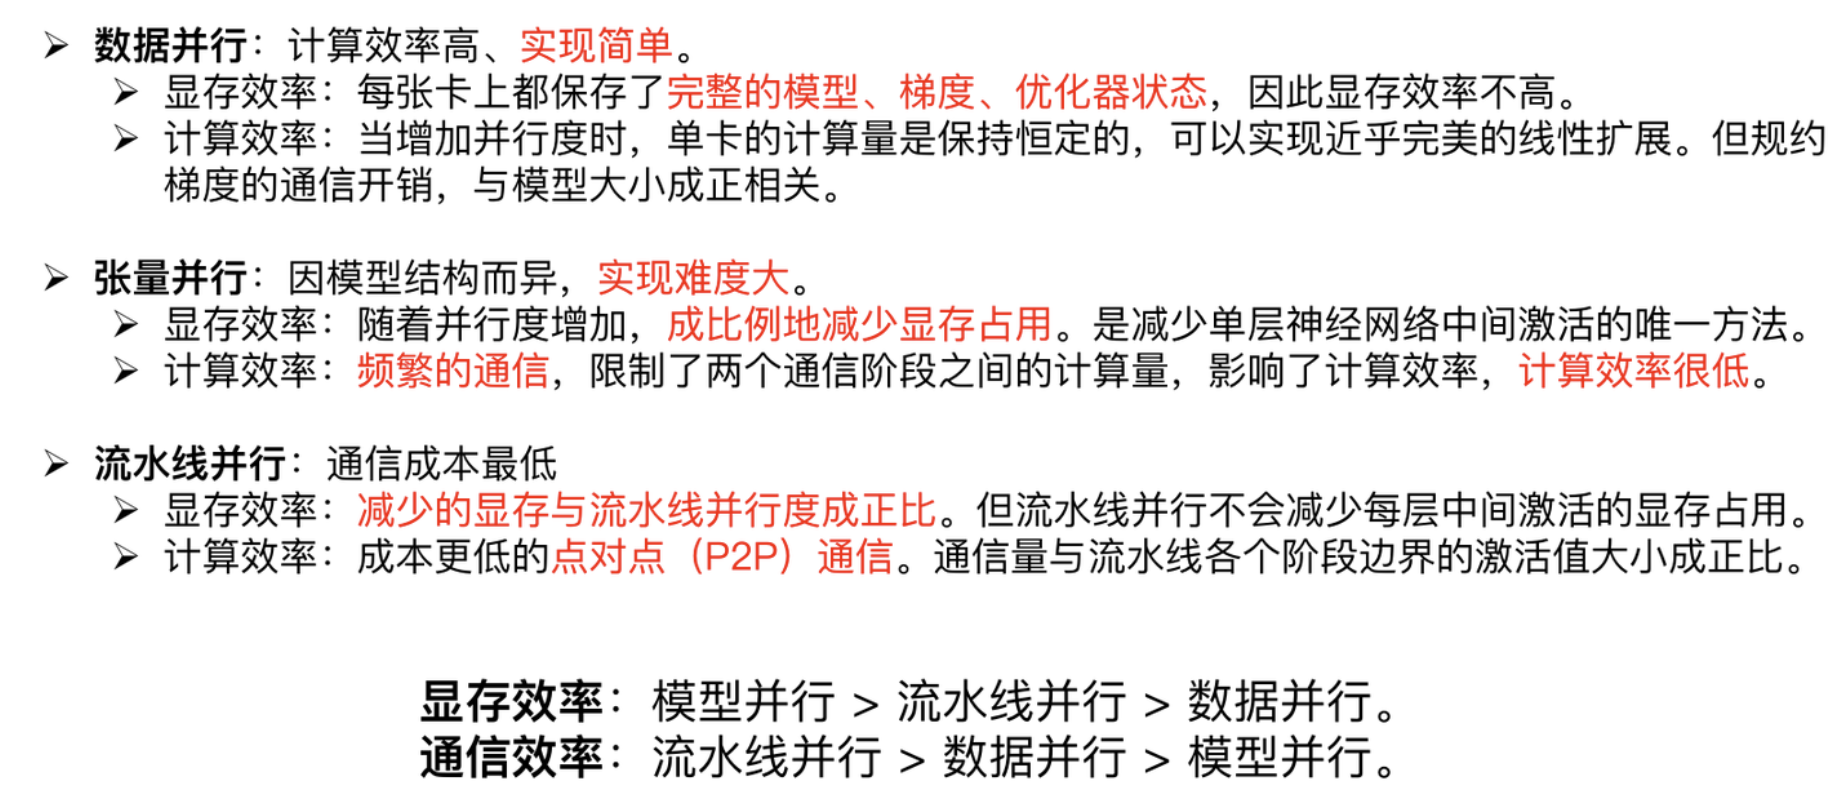 ➢ 数据并行：计算效率高、实现简单。
➢ 显存效率：每张卡上都保存了完整的模型、梯度、优化器状态，因此显存效率不高。
➢ 计算效率：当增加并行度时，单卡的计算量是保持恒定的，可以实现近乎完美的线性扩展。但规约
梯度的通信开销，与模型大小成正相关。
➢ 张量并行：因模型结构而异，实现难度大。
➢ 显存效率：随着并行度增加，成比例地减少显存占用。是减少单层神经网络中间激活的唯一方法。
➢ 计算效率：频繁的通信，限制了两个通信阶段之间的计算量，影响了计算效率，计算效率很低。
➢ 流水线并行：通信成本最低
➢ 显存效率：减少的显存与流水线并行度成正比。但流水线并行不会减少每层中间激活的显存占用。
➢ 计算效率：成本更低的点对点（P2P）通信。通信量与流水线各个阶段边界的激活值大小成正比。
显存效率：模型并行 > 流水线并行 > 数据并行。
通信效率：流水线并行 > 数据并行 > 模型并行。